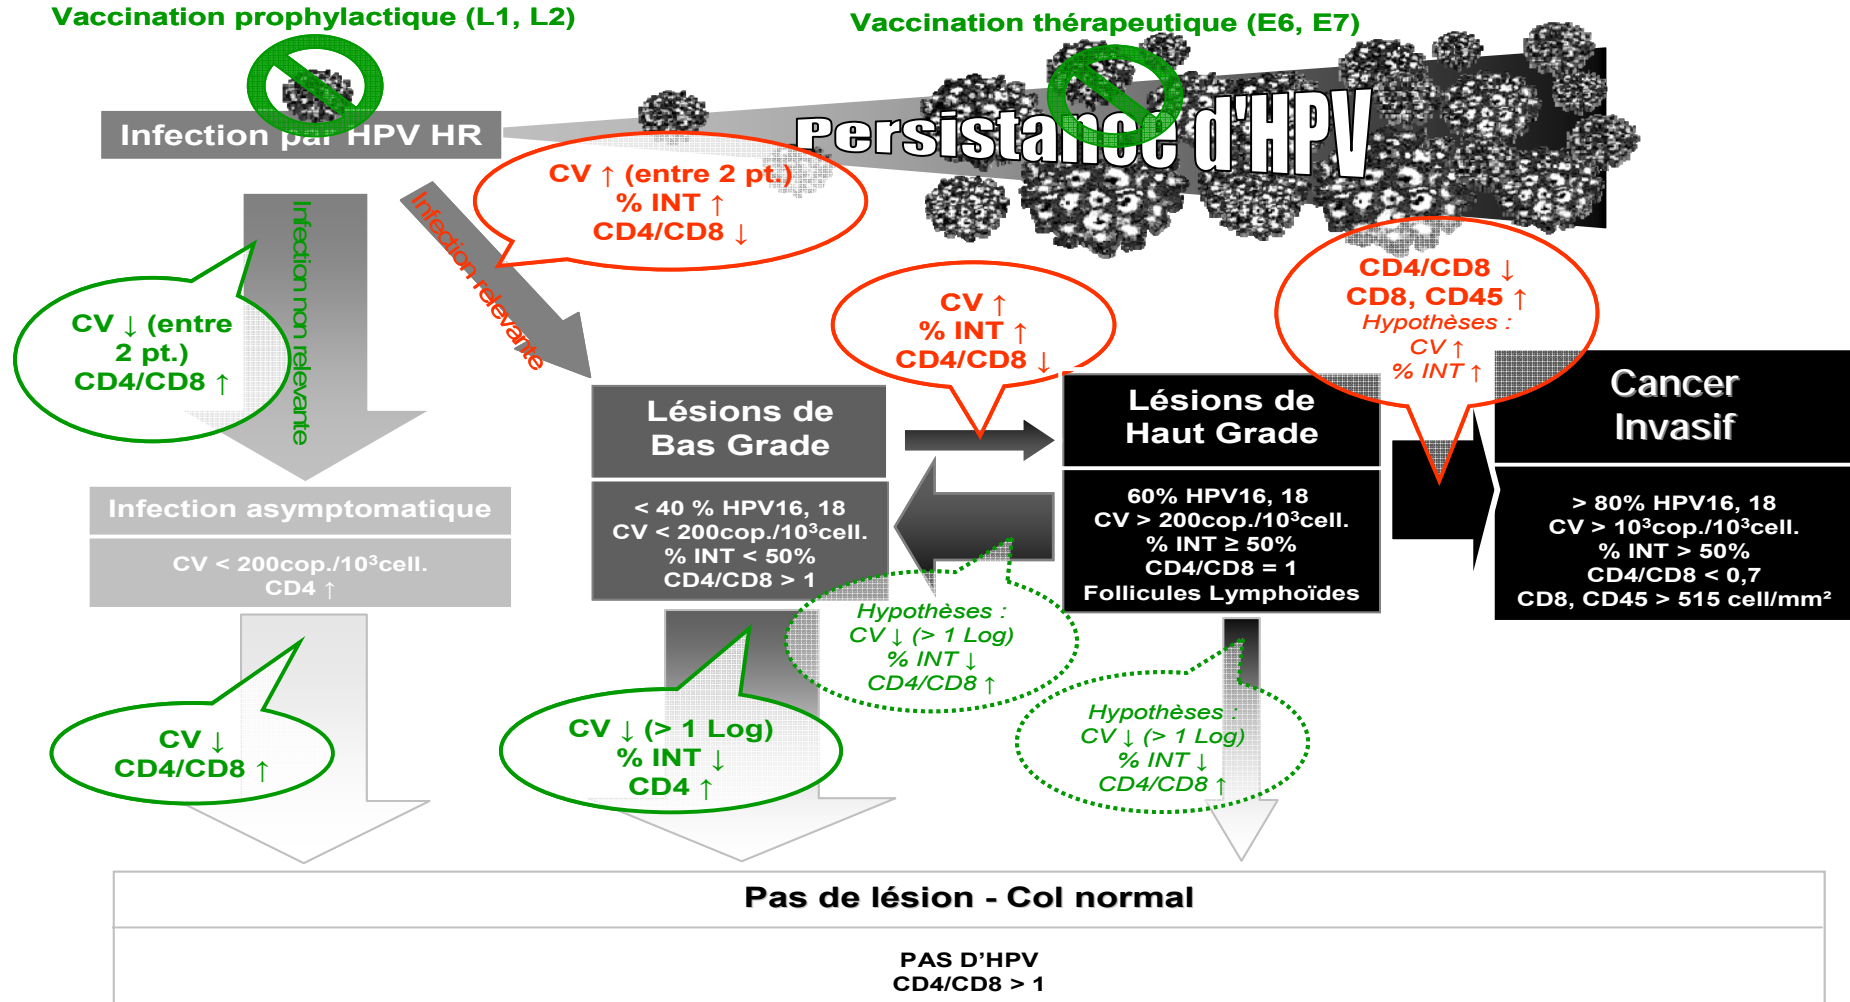 Vaccination prophylactique (L1, L2)
Vaccination thérapeutique (E6, E7)
Infection par HPV HR
Persistance d'HPV
CV ↑ (entre 2 pt.)
% INT ↑
CD4/CD8 ↓
Infection non relevante
Infection relevante
CV ↓ (entre
2 pt.)
CD4/CD8 ↑
CV ↑
% INT ↑
CD4/CD8 ↓
CD4/CD8 ↓
CD8, CD45 ↑
Hypothèses :
CV ↑
% INT ↑
Lésions de
Bas Grade
< 40 % HPV16, 18
CV < 200cop./10³cell.
% INT < 50%
CD4/CD8 > 1
Lésions de
Haut Grade
60% HPV16, 18
CV > 200cop./10³cell.
% INT ≥ 50%
CD4/CD8 = 1
Follicules Lymphoïdes
Cancer
Invasif
> 80% HPV16, 18
CV > 10³cop./10³cell.
% INT > 50%
CD4/CD8 < 0,7
CD8, CD45 > 515 cell/mm²
Infection asymptomatique
CV < 200cop./10³cell.
CD4 ↑
Hypothèses :
CV ↓ (> 1 Log)
% INT ↓
CD4/CD8 ↑
CV ↓
CD4/CD8 ↑
CV ↓ (> 1 Log)
% INT ↓
CD4 ↑
Hypothèses :
CV ↓ (> 1 Log)
% INT ↓
CD4/CD8 ↑
Pas de lésion - Col normal
PAS D’HPV
CD4/CD8 > 1